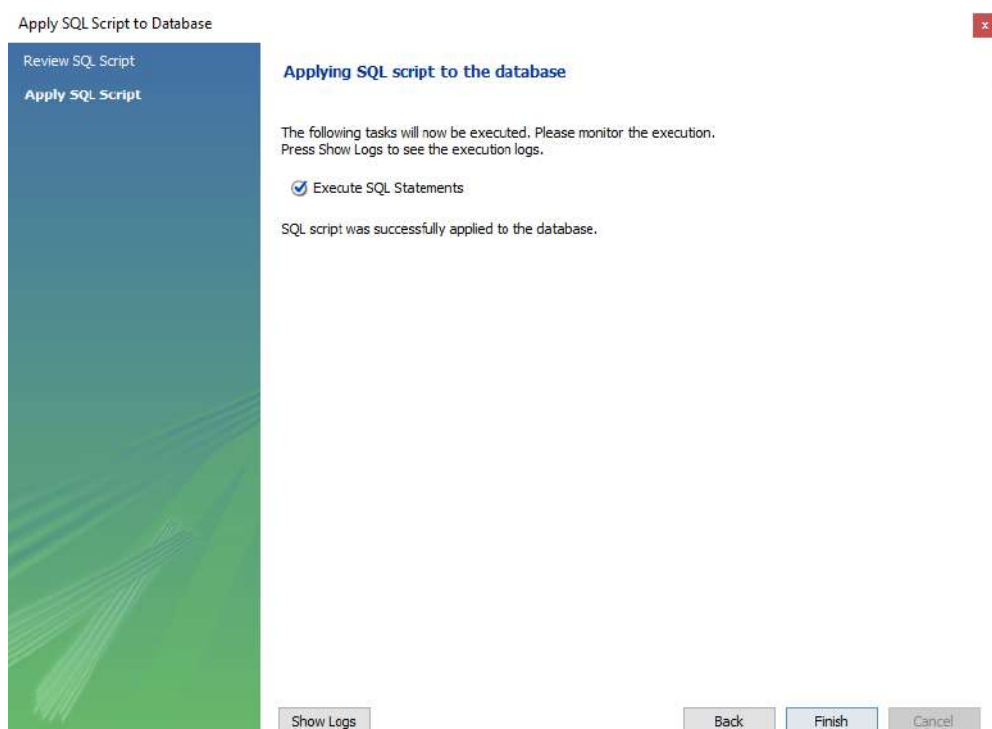 Apply SQL Script to Database
x
Review SQL Script
Apply SQL Script
Applying SQL script to the database
The following tasks will now be executed. Please monitor the execution.
Press Show Logs to see the execution logs.
Execute SQL Statements
SQL script was successfully applied to the database.
Show Logs
Back
Finish
Cancel